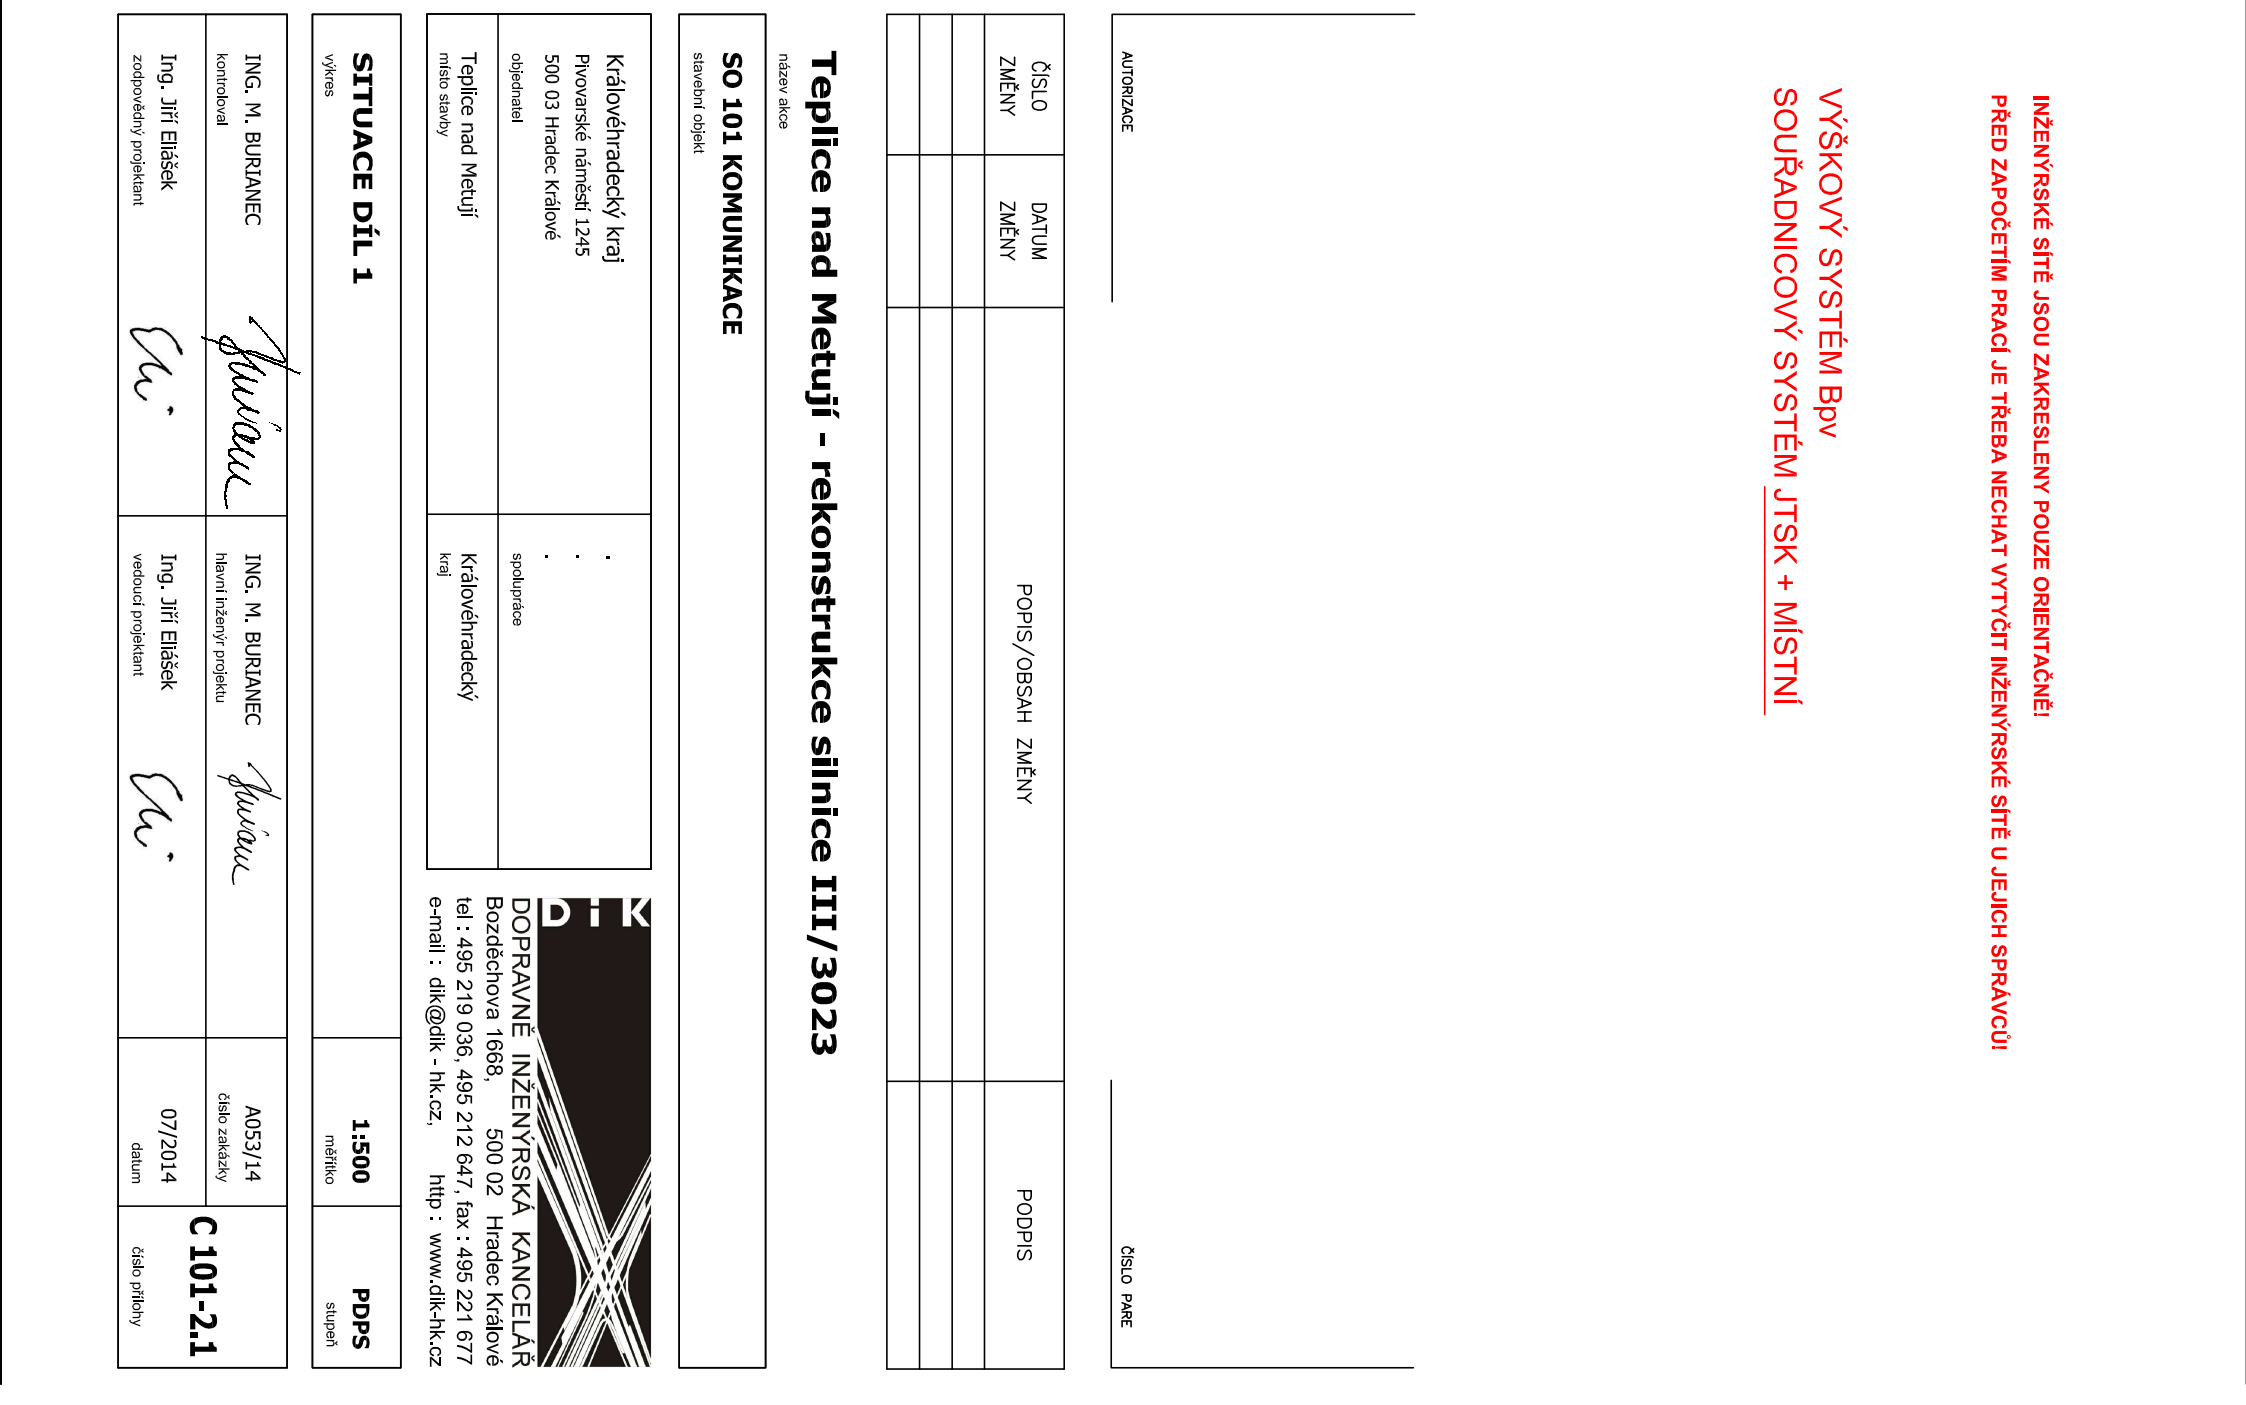 INŽENÝRSKÉ SÍTĚ JSOU ZAKRESLENY POUZE ORIENTAČNĚ!
PŘED ZAPOČETÍM PRACÍ JE TŘEBA NECHAT VYTYČIT INŽENÝRSKÉ SÍTĚ U JEJICH SPRÁVCŮ!
VÝŠKOVÝ SYSTÉM Bpv
SOUŘADNICOVÝ SYSTÉM JTSK + MÍSTNÍ
AUTORIZACE
ČÍSLO PARE
ČÍSLO
ZMĚNY
DATUM
ZMĚNY
POPIS/OBSAH ZMĚNY
PODPIS
Teplice nad Metují - rekonstrukce silnice III/3023
název akce
SO 101 KOMUNIKACE
stavební objekt
Královéhradecký kraj
Pivovarské náměstí 1245
500 03 Hradec Králové
objednatel
.
.
.
spolupráce
Teplice nad Metují
místo stavby
Královéhradecký
kraj
DiK
DOPRAVNĚ INŽENÝRSKÁ KANCELÁŘ
Bozděchova 1668, 500 02 Hradec Králové
tel : 495 219 036, 495 212 647, fax : 495 221 677
e-mail : dik@dik - hk.cz, http : www.dik-hk.cz
SITUACE DÍL 1
výkres
1:500
měřítko
PDPS
stupeň
ING. M. BURIANEC
kontroloval
ING. M. BURIANEC
hlavní inženýr projektu
A053/14
číslo zakázky
Ing. Jiří Eliášek
zodpovědný projektant
Ing. Jiří Eliášek
vedoucí projektant
07/2014
datum
C 101-2.1
číslo přílohy